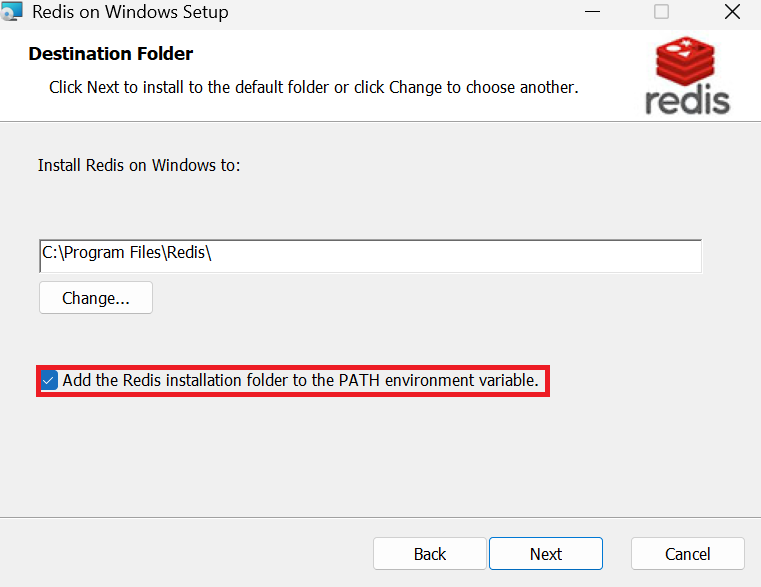 Redis on Windows Setup
Destination Folder
Click Next to install to the default folder or click Change to choose another.
redis
Install Redis on Windows to:
C:\Program Files\Redis\
Change...
Add the Redis installation folder to the PATH environment variable.
Back
Next
Cancel